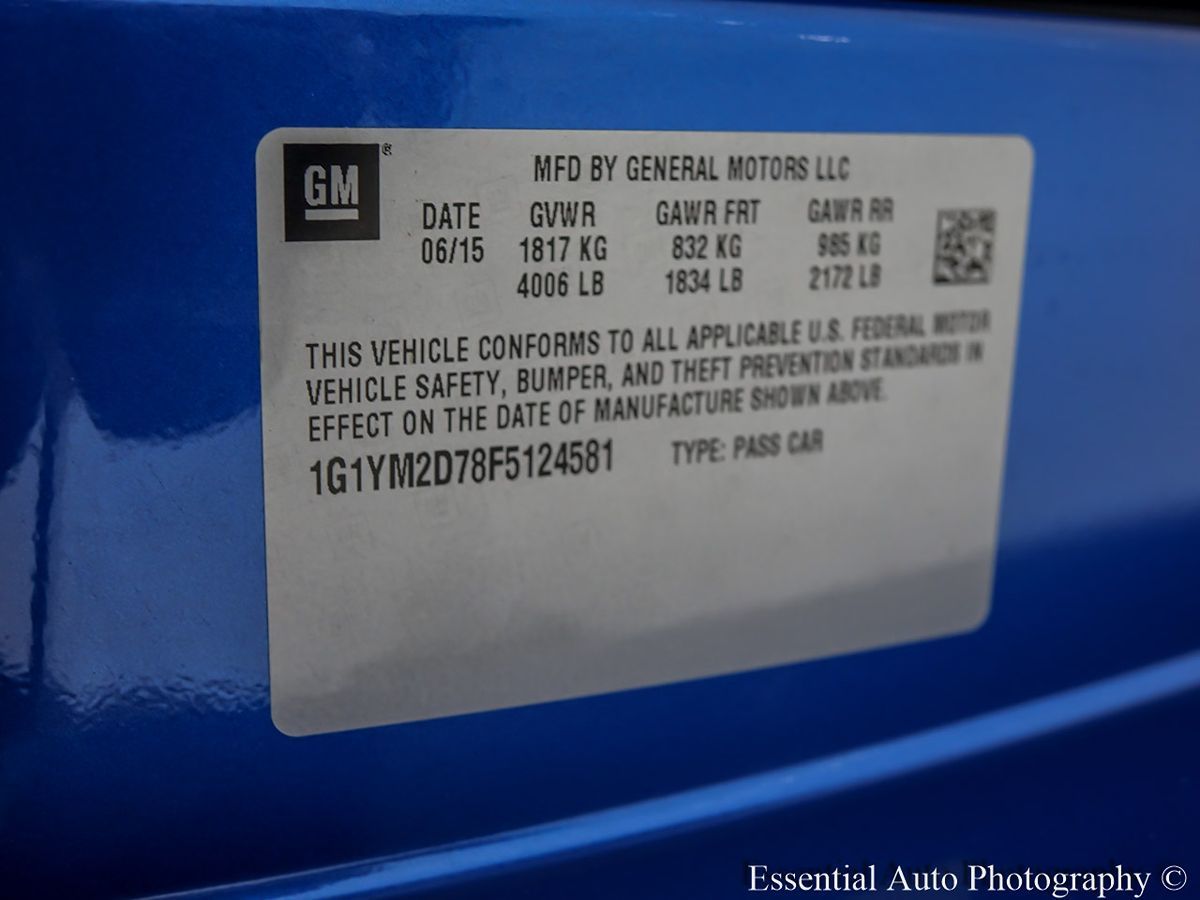 GM ®
MFD BY GENERAL MOTORS LLC
DATE GVWR GAWR FRT GAWR RR
06/15 1817 KG 832 KG 985 KG
4006 LB 1834 LB 2172 LB
THIS VEHICLE CONFORMS TO ALL APPLICABLE U.S. FEDERAL MOTOR
VEHICLE SAFETY, BUMPER, AND THEFT PREVENTION STANDARDS IN
EFFECT ON THE DATE OF MANUFACTURE SHOWN ABOVE.
1G1YM2D78F5124581 TYPE: PASS CAR
Essential Auto Photography ©